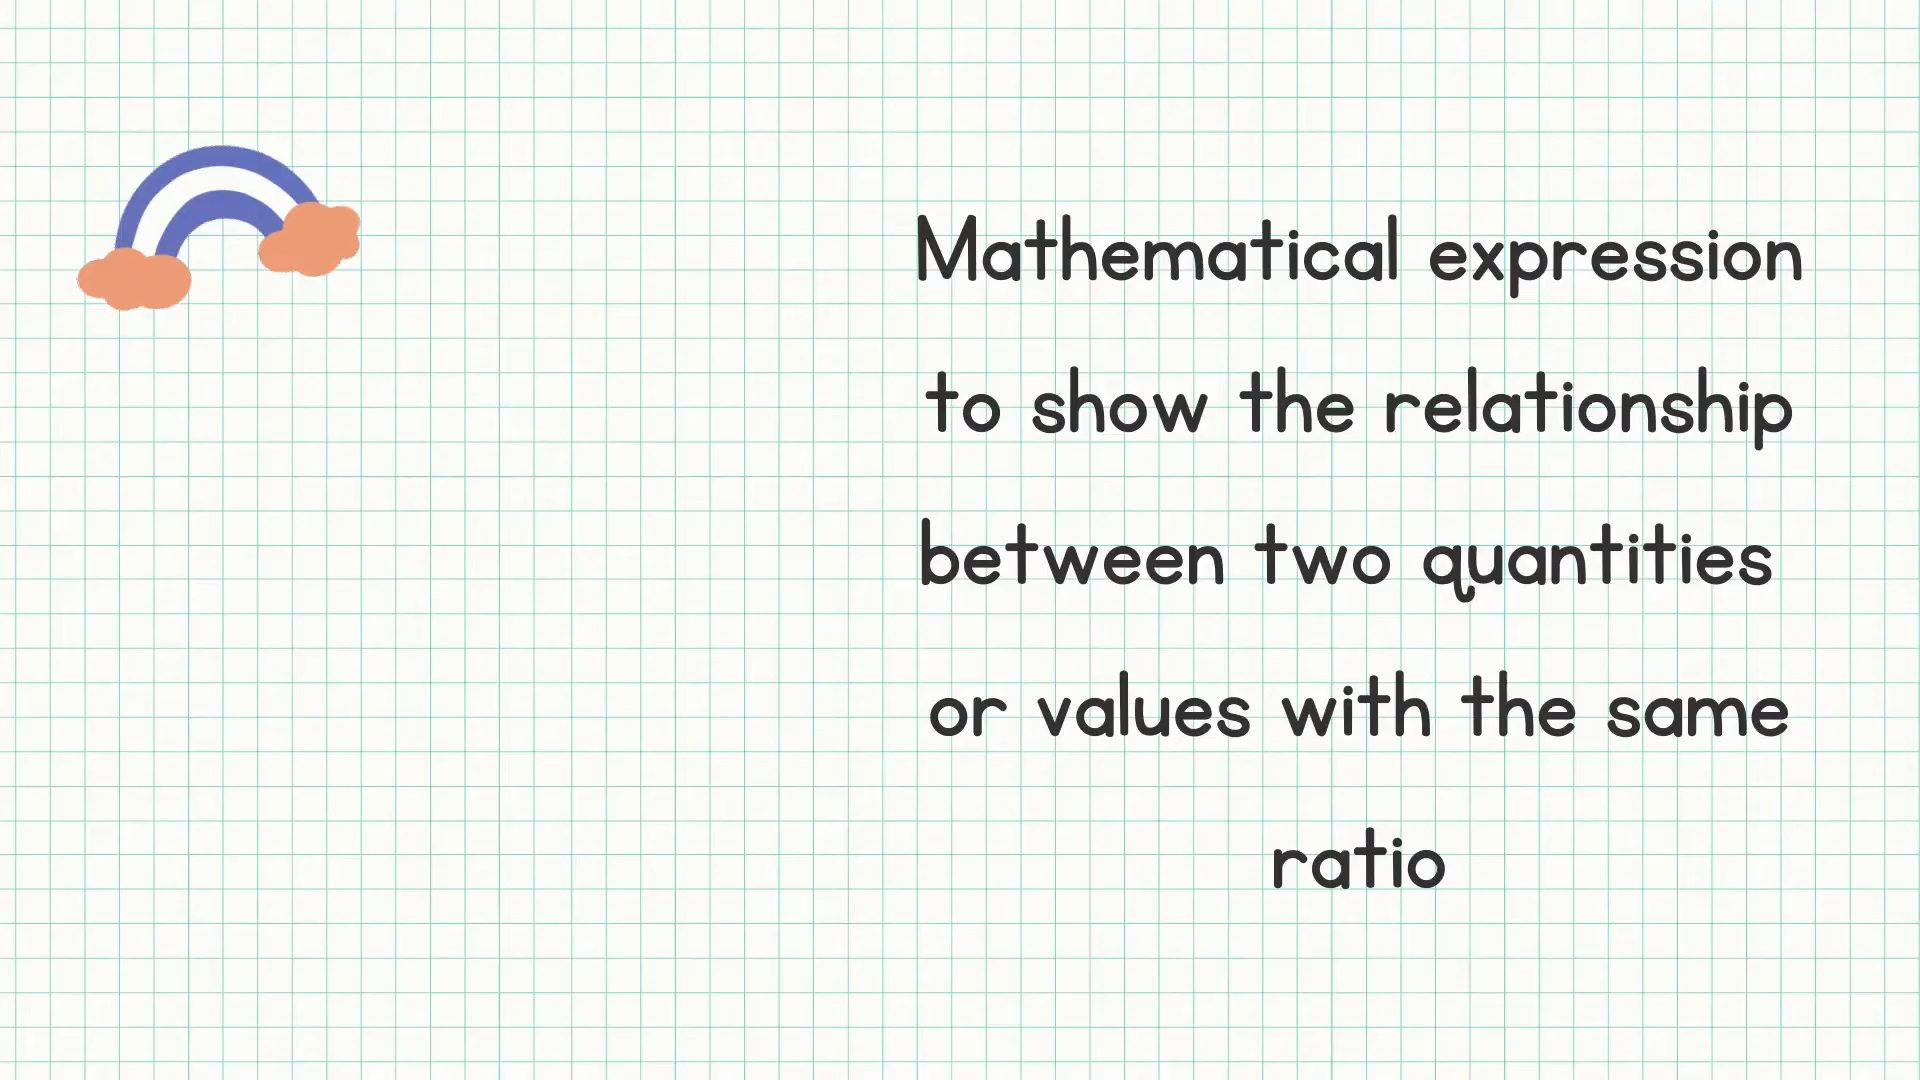 Mathematical expression
to show the relationship
between two quantities
or values with the same
ratio